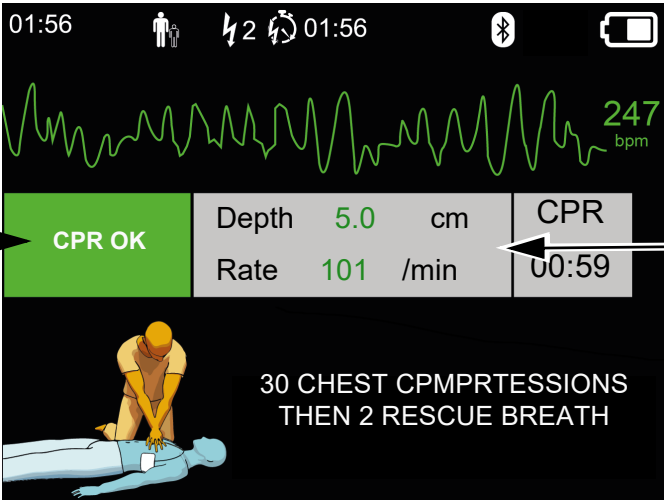 01:56 2 01:56
247
bpm
CPR OK
Depth 5.0 cm
Rate 101 /min
CPR
00:59
30 CHEST CPMPRTESSIONS
THEN 2 RESCUE BREATH